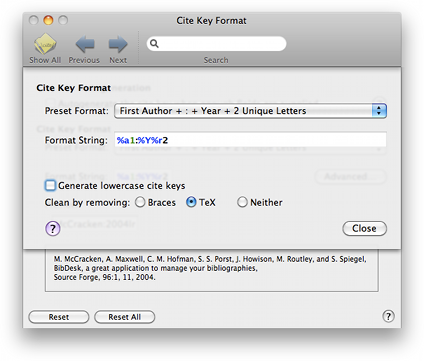 Cite Key Format
Show All Previous Next Search
Cite Key Format
Preset Format: First Author + : + Year + 2 Unique Letters
Format String: %a1:%Y%r2
Generate lowercase cite keys
Clean by removing: Braces TeX Neither
? Close
M. McCracken, A. Maxwell, C. M. Hofman, S. S. Porst, J. Howison, M. Routley, and S. Spiegel,
BibDesk, a great application to manage your bibliographies,
Source Forge, 96:1, 11, 2004.
Reset Reset All ?